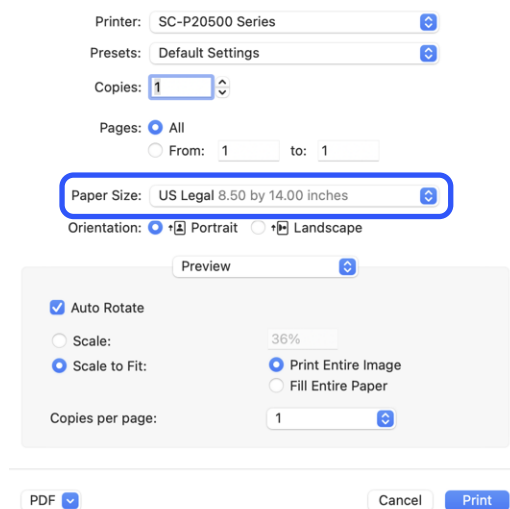 Printer: SC-P20500 Series
Presets: Default Settings
Copies: 1
Pages: All
From: 1 to: 1
Paper Size: US Legal 8.50 by 14.00 inches
Orientation: Portrait Landscape
Preview
Auto Rotate
Scale: 36%
Scale to Fit: Print Entire Image
Fill Entire Paper
Copies per page: 1
PDF Cancel Print